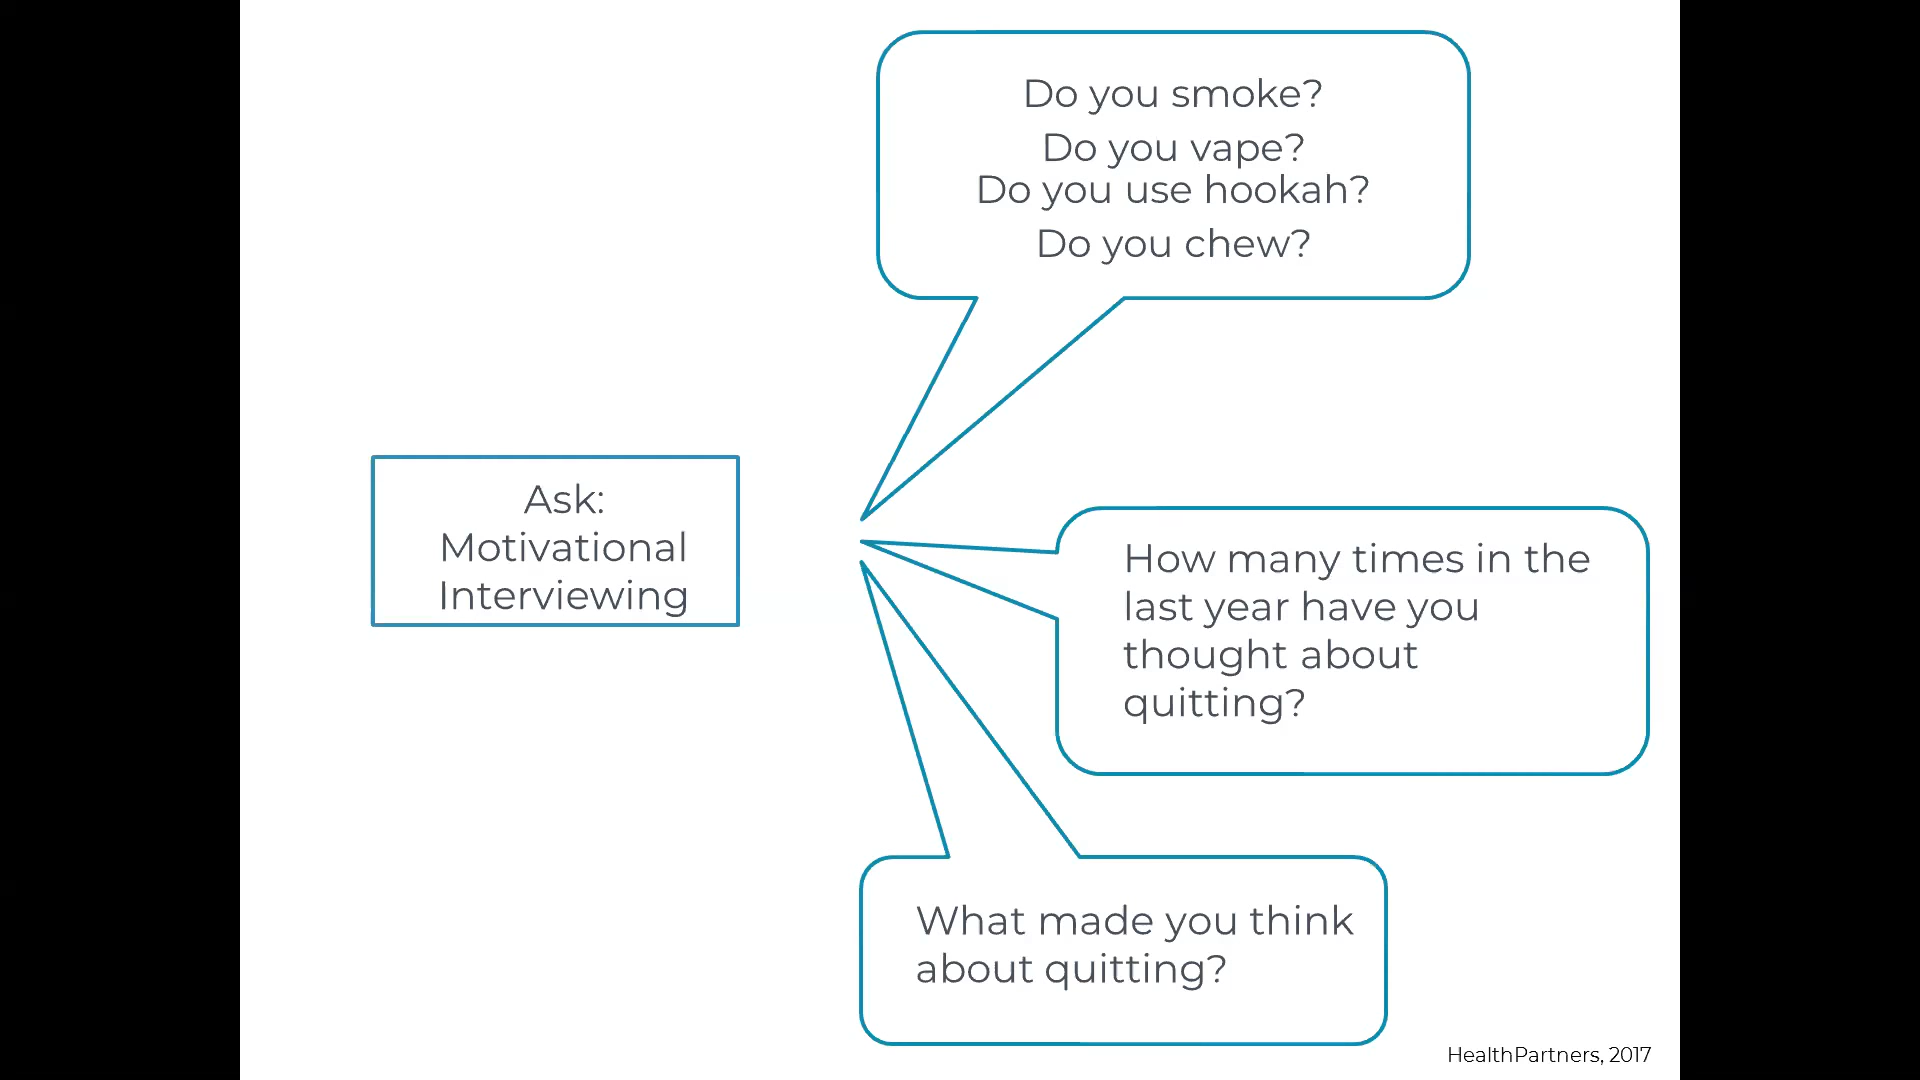 Do you smoke?
Do you vape?
Do you use hookah?
Do you chew?
Ask:
Motivational
Interviewing
How many times in the
last year have you
thought about
quitting?
What made you think
about quitting?
HealthPartners, 2017